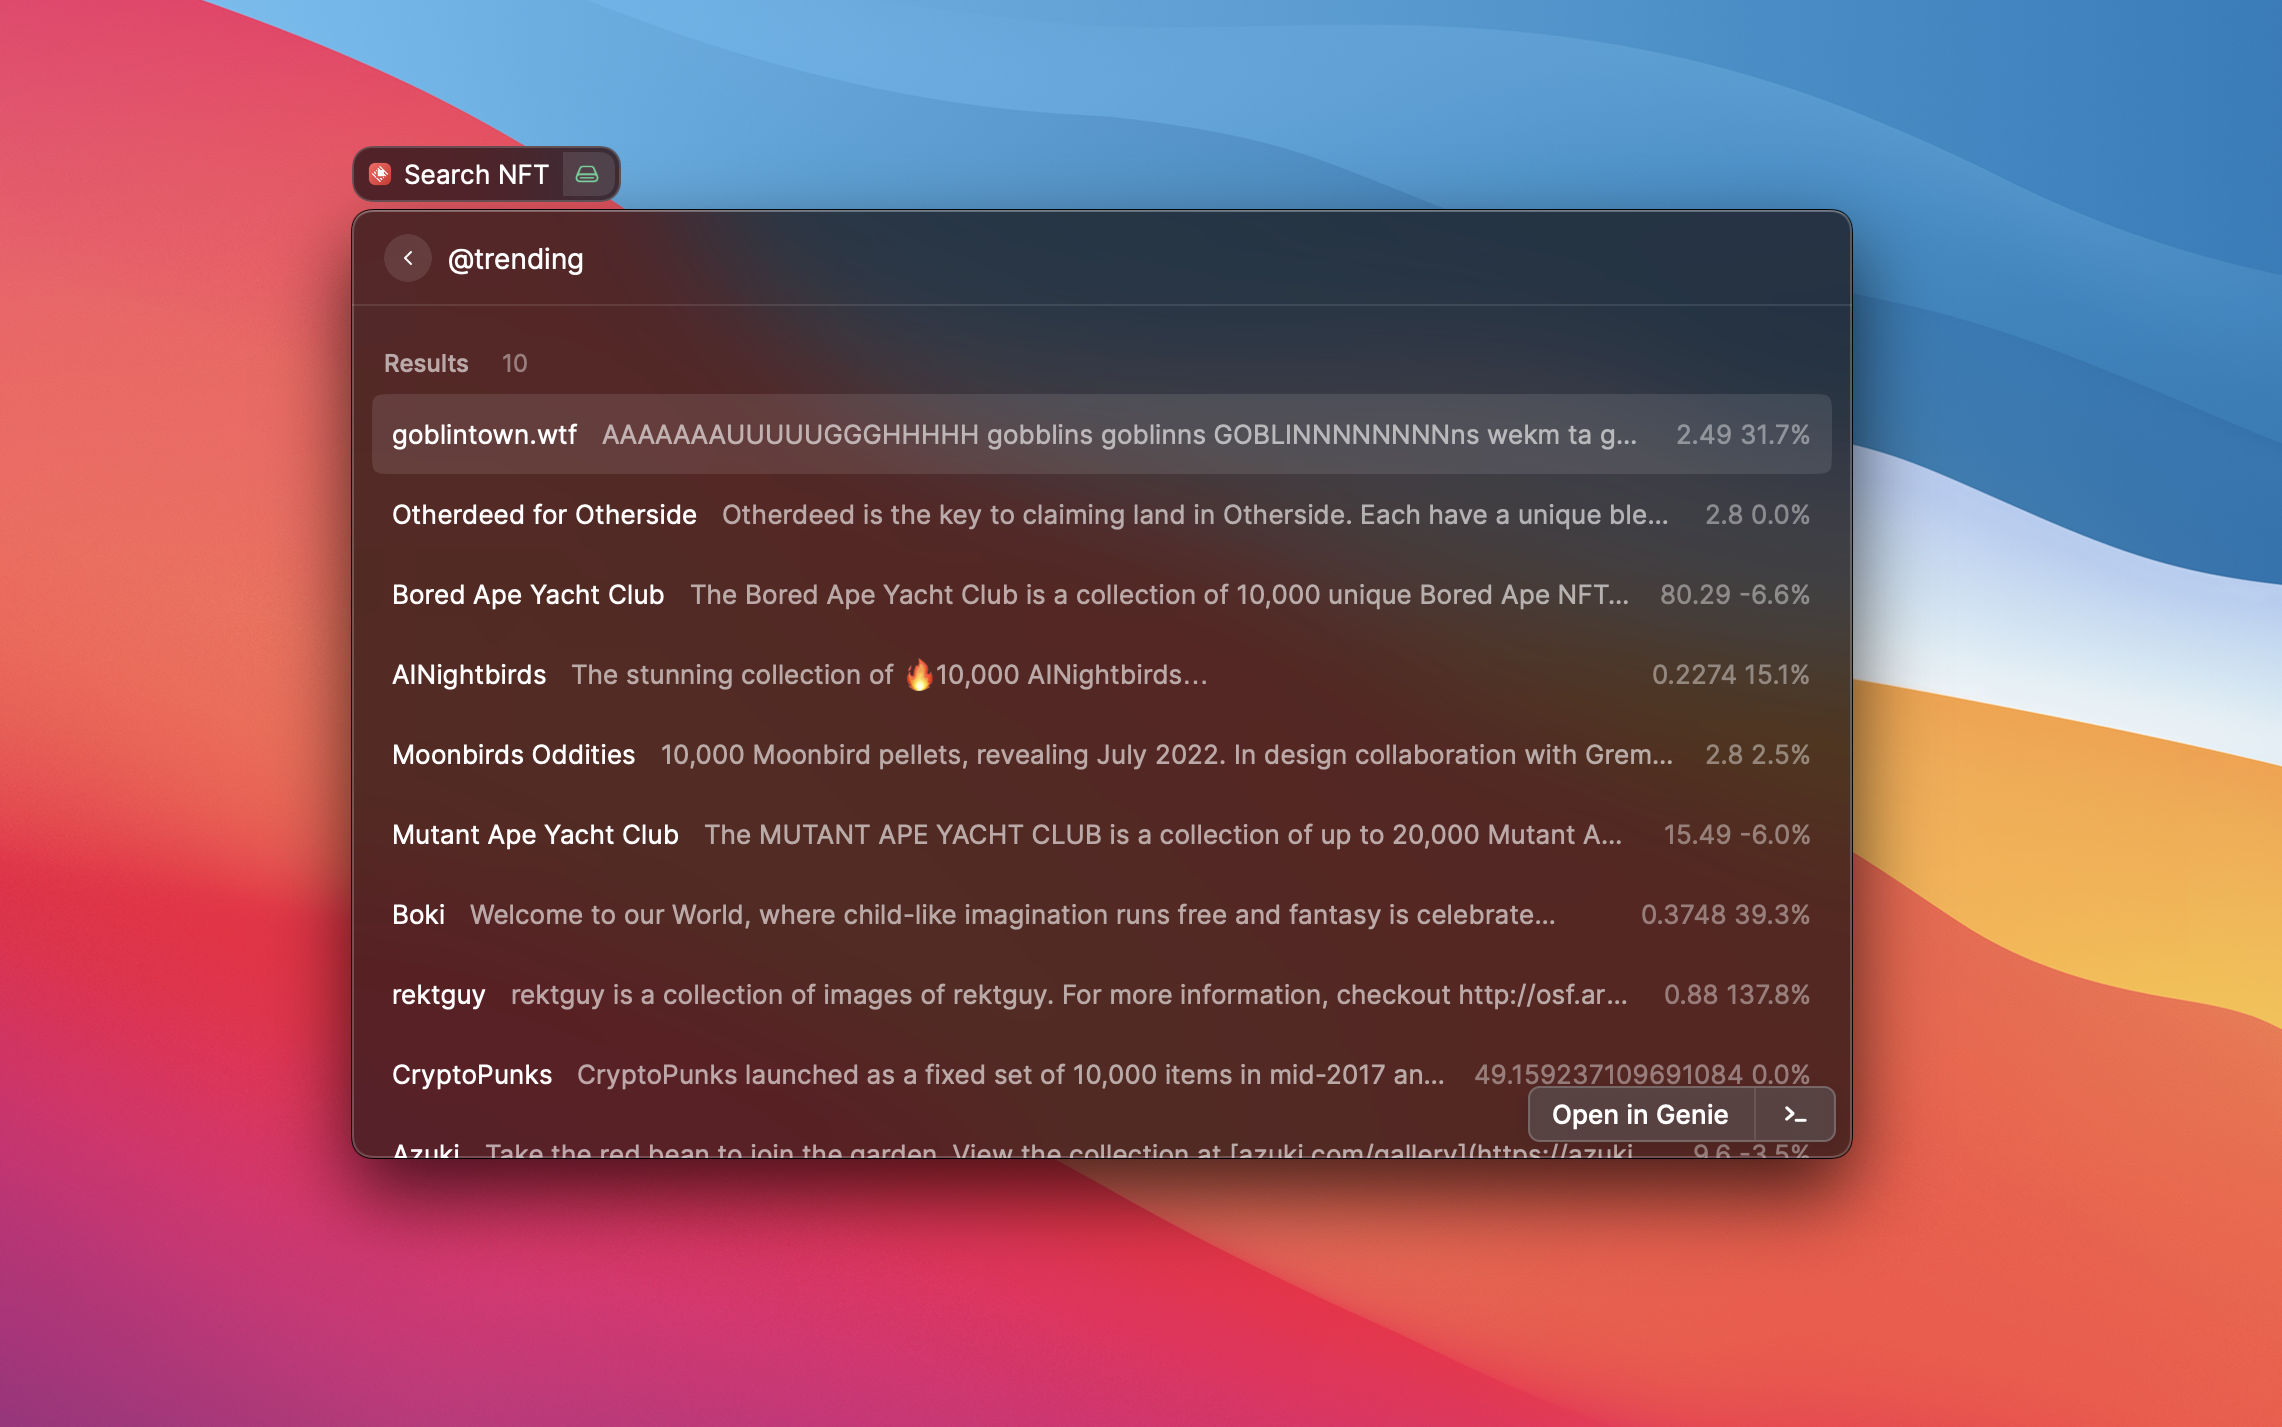 Search NFT
@trending
Results 10
goblintown.wtf AAAAAAAUUUUUGGGHHHHH gobblins goblinns GOBLINNNNNNNNns wekm ta g... 2.49 31.7%
Otherdeed for Otherside Otherdeed is the key to claiming land in Otherside. Each have a unique ble... 2.8 0.0%
Bored Ape Yacht Club The Bored Ape Yacht Club is a collection of 10,000 unique Bored Ape NFT... 80.29 -6.6%
AINightbirds The stunning collection of 🔥10,000 AINightbirds... 0.2274 15.1%
Moonbirds Oddities 10,000 Moonbird pellets, revealing July 2022. In design collaboration with Grem... 2.8 2.5%
Mutant Ape Yacht Club The MUTANT APE YACHT CLUB is a collection of up to 20,000 Mutant A... 15.49 -6.0%
Boki Welcome to our World, where child-like imagination runs free and fantasy is celebrate... 0.3748 39.3%
rektguy rektguy is a collection of images of rektguy. For more information, checkout http://osf.ar... 0.88 137.8%
CryptoPunks CryptoPunks launched as a fixed set of 10,000 items in mid-2017 an... 49.159237109691084 0.0%
Open in Genie >_
Azuki Take the red bean to join the garden. View the collection at [azuki.com/gallery](https://azuki... 9.6 -3.5%